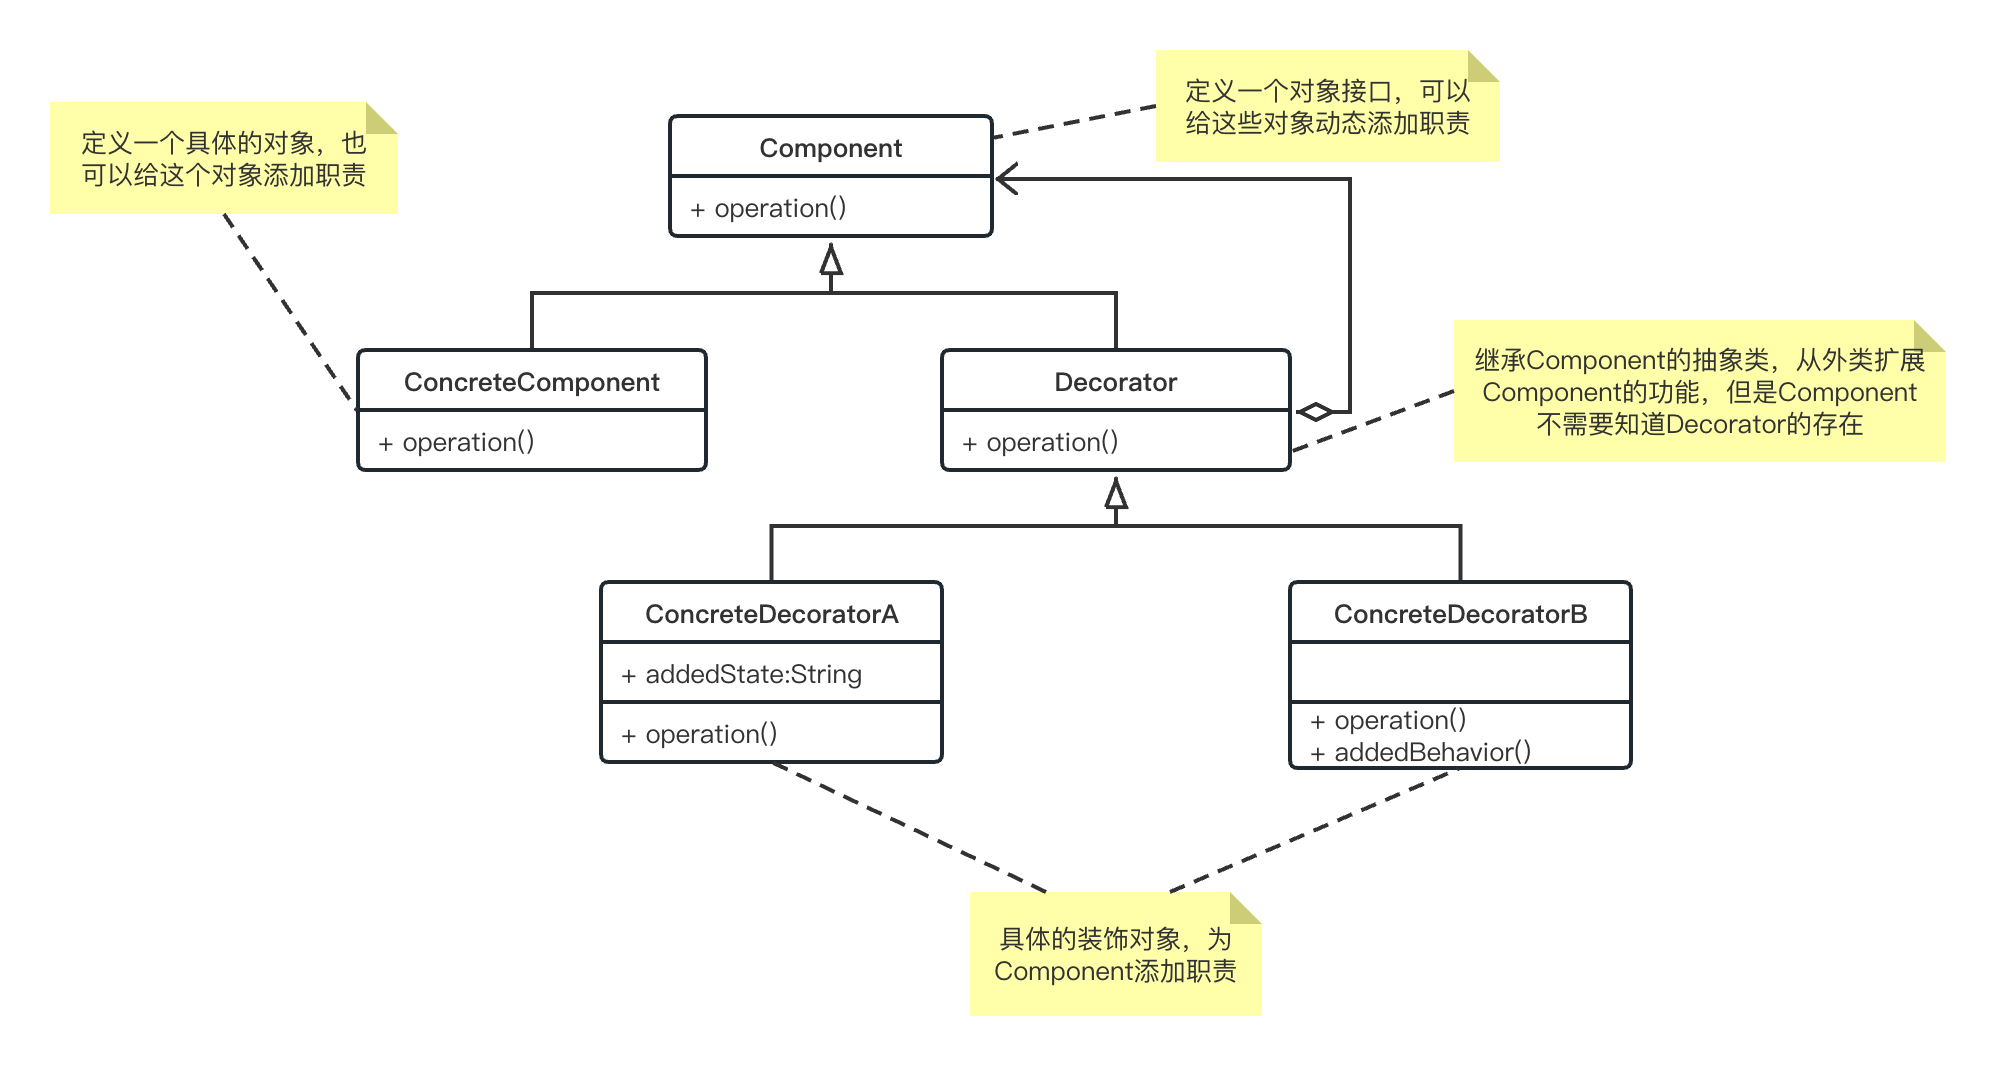 定义一个对象接口，可以
给这些对象动态添加职责
定义一个具体的对象，也
可以给这个对象添加职责
Component
+ operation()
继承Component的抽象类，从外类扩展
Component的功能，但是Component
不需要知道Decorator的存在
ConcreteComponent
+ operation()
Decorator
+ operation()
ConcreteDecoratorA
+ addedState:String
+ operation()
ConcreteDecoratorB
+ operation()
+ addedBehavior()
具体的装饰对象，为
Component添加职责